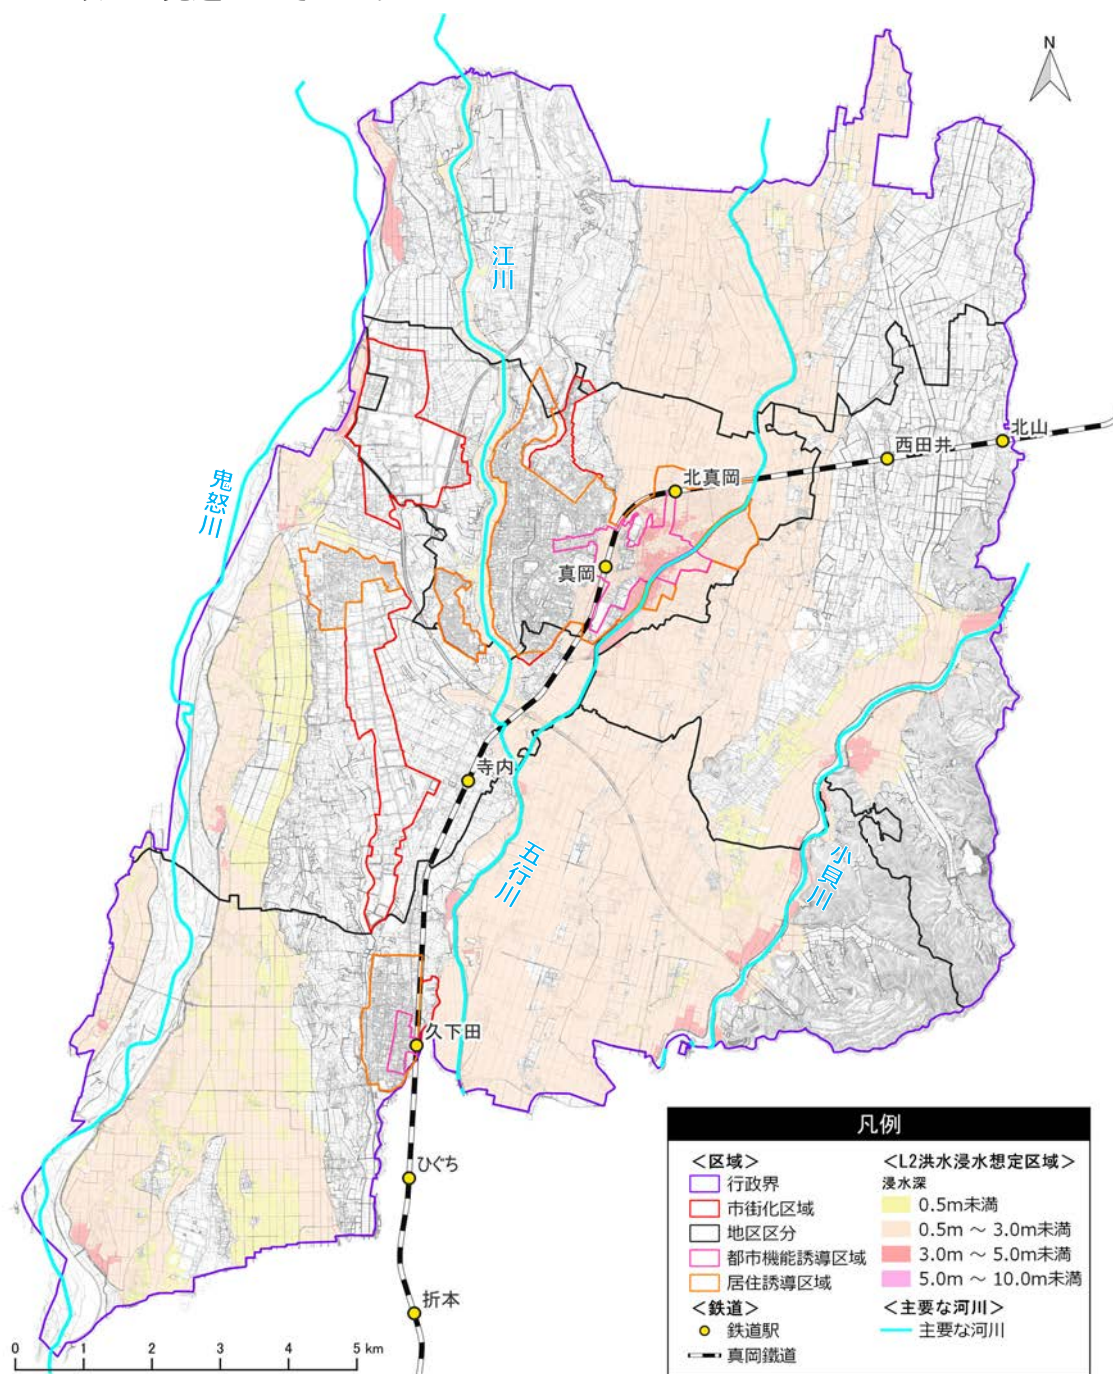 N
江川
鬼怒川
北山
西田井
北真岡
真岡
寺内
五行川
小貝川
久下田
ひぐち
折本
0 1 2 3 4 5 km
凡例
＜区域＞
行政界
市街化区域
地区区分
都市機能誘導区域
居住誘導区域
＜鉄道＞
鉄道駅
真岡鐵道
＜L2洪水浸水想定区域＞
浸水深
0.5m未満
0.5m ～ 3.0m未満
3.0m ～ 5.0m未満
5.0m ～ 10.0m未満
＜主要な河川＞
主要な河川